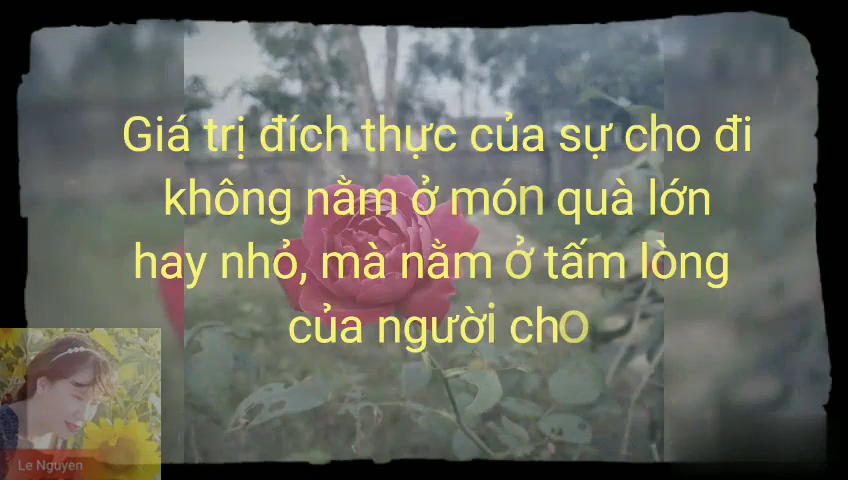 Giá trị đích thực của sự cho đi
không nằm ở món quà lớn
hay nhỏ, mà nằm ở tấm lòng
của người cho
Le Nguyen